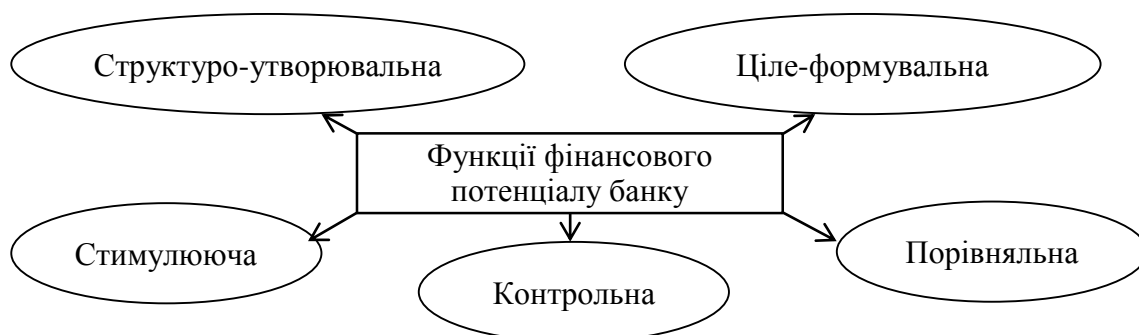 Структуро-утворювальна
Ціле-формувальна
Функції фінансового
потенціалу банку
Стимулююча
Контрольна
Порівняльна